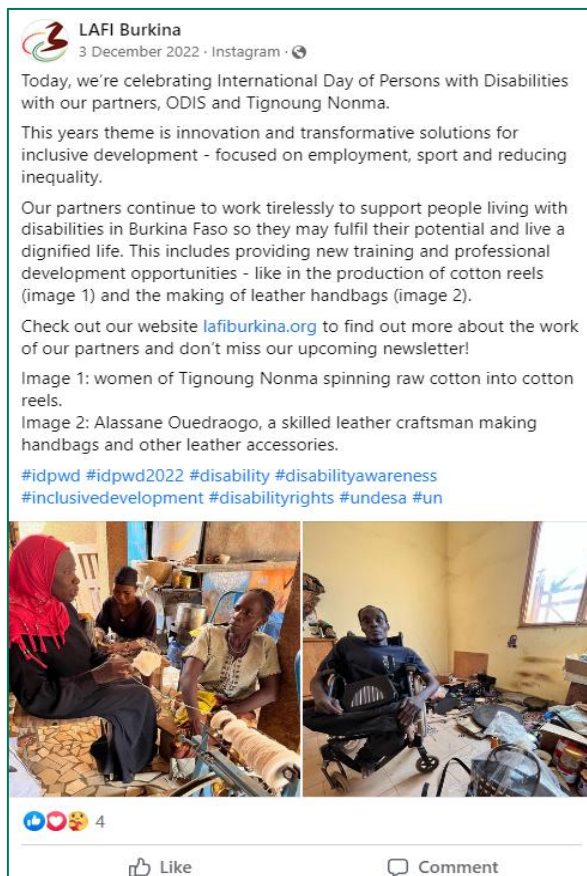 LAFI Burkina
3 December 2022 · Instagram ·
Today, we're celebrating International Day of Persons with Disabilities
with our partners, ODIS and Tignoung Nonma.
This years theme is innovation and transformative solutions for
inclusive development - focused on employment, sport and reducing
inequality.
Our partners continue to work tirelessly to support people living with
disabilities in Burkina Faso so they may fulfil their potential and live a
dignified life. This includes providing new training and professional
development opportunities - like in the production of cotton reels
(image 1) and the making of leather handbags (image 2).
Check out our website lafiburkina.org to find out more about the work
of our partners and don't miss our upcoming newsletter!
Image 1: women of Tignoung Nonma spinning raw cotton into cotton
reels.
Image 2: Alassane Ouedraogo, a skilled leather craftsman making
handbags and other leather accessories.
#idpwd #idpwd2022 #disability #disabilityawareness
#inclusivedevelopment #disabilityrights #undesa #un
4
Like
Comment